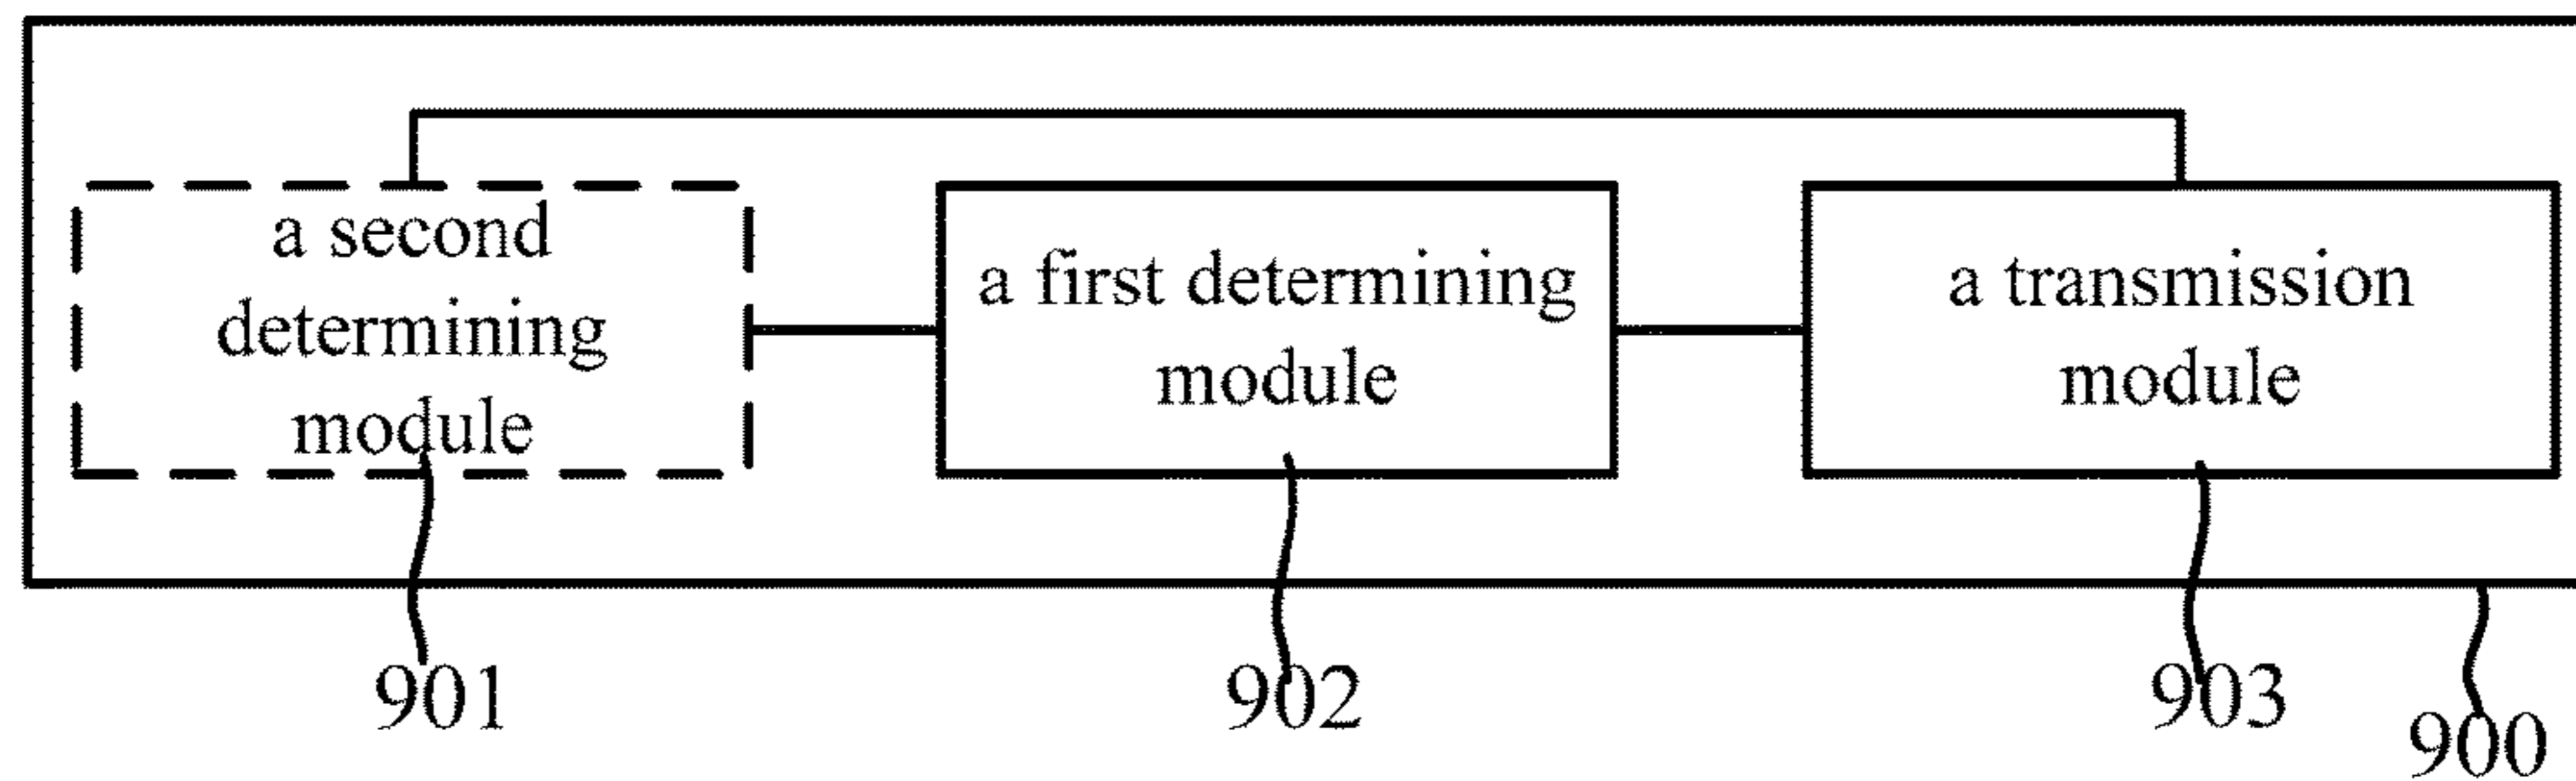 a second
determining
module
a first determining
module
a transmission
module
901
902
903
900